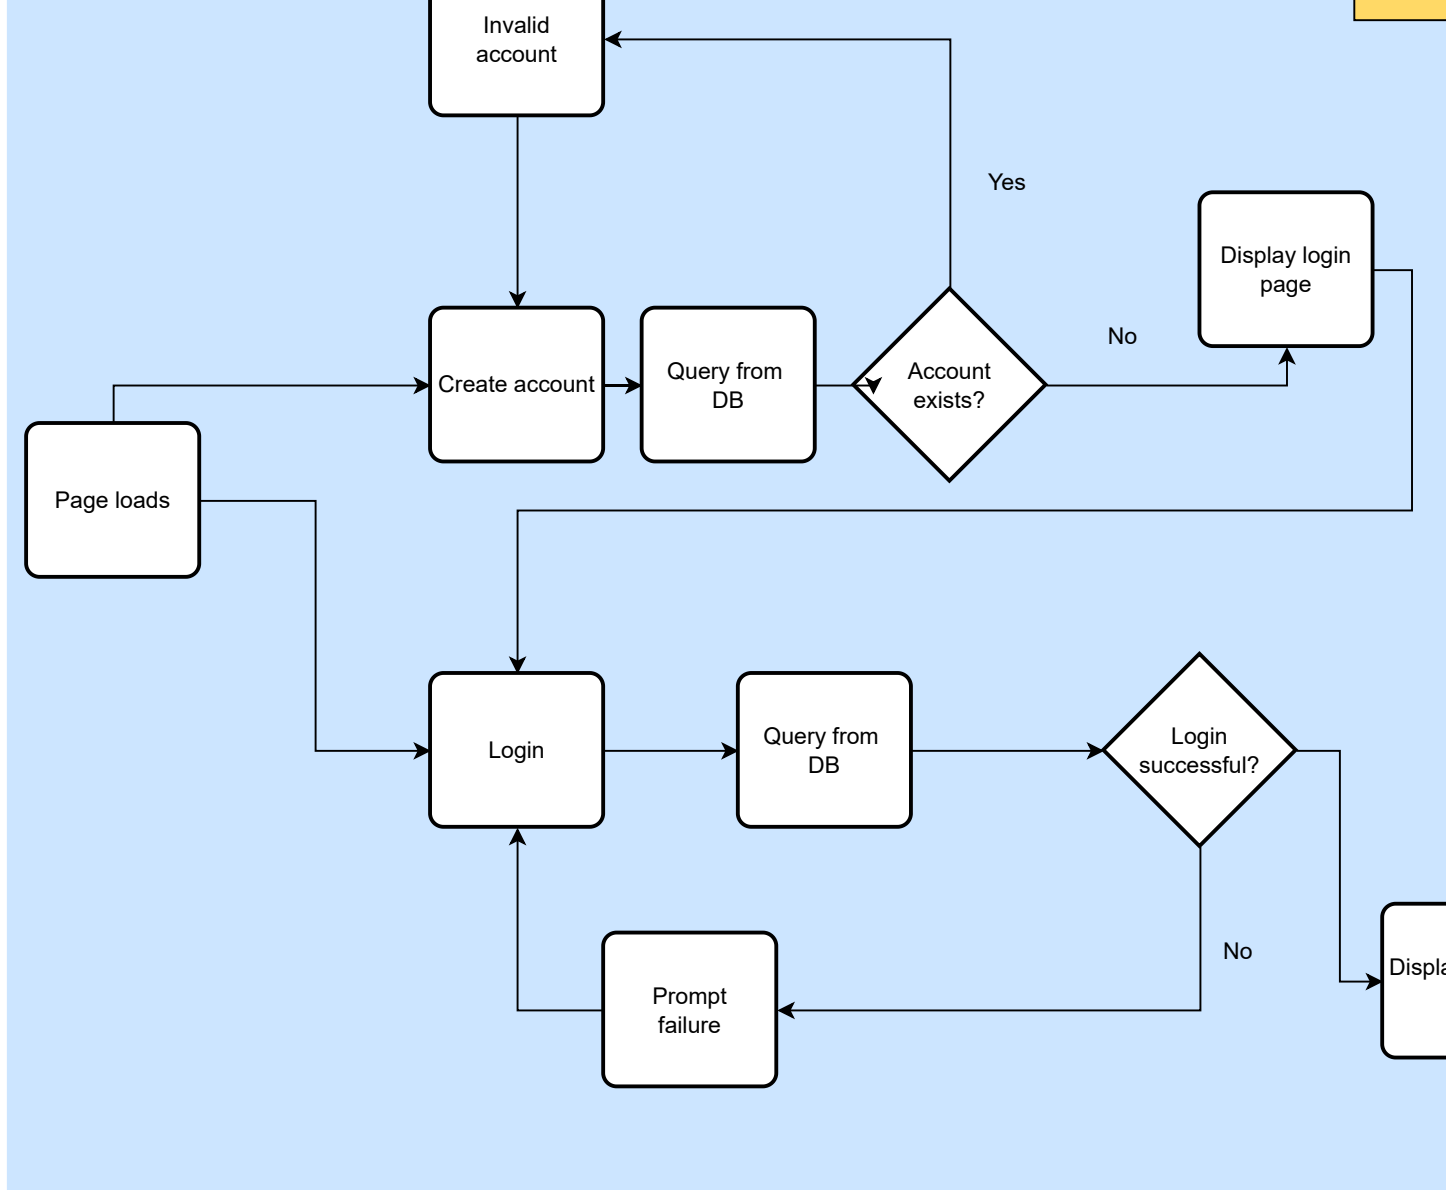 Invalid
account
Yes
Display login
page
No
Create account
Query from
DB
Account
exists?
Page loads
Login
Query from
DB
Login
successful?
No
Prompt
failure